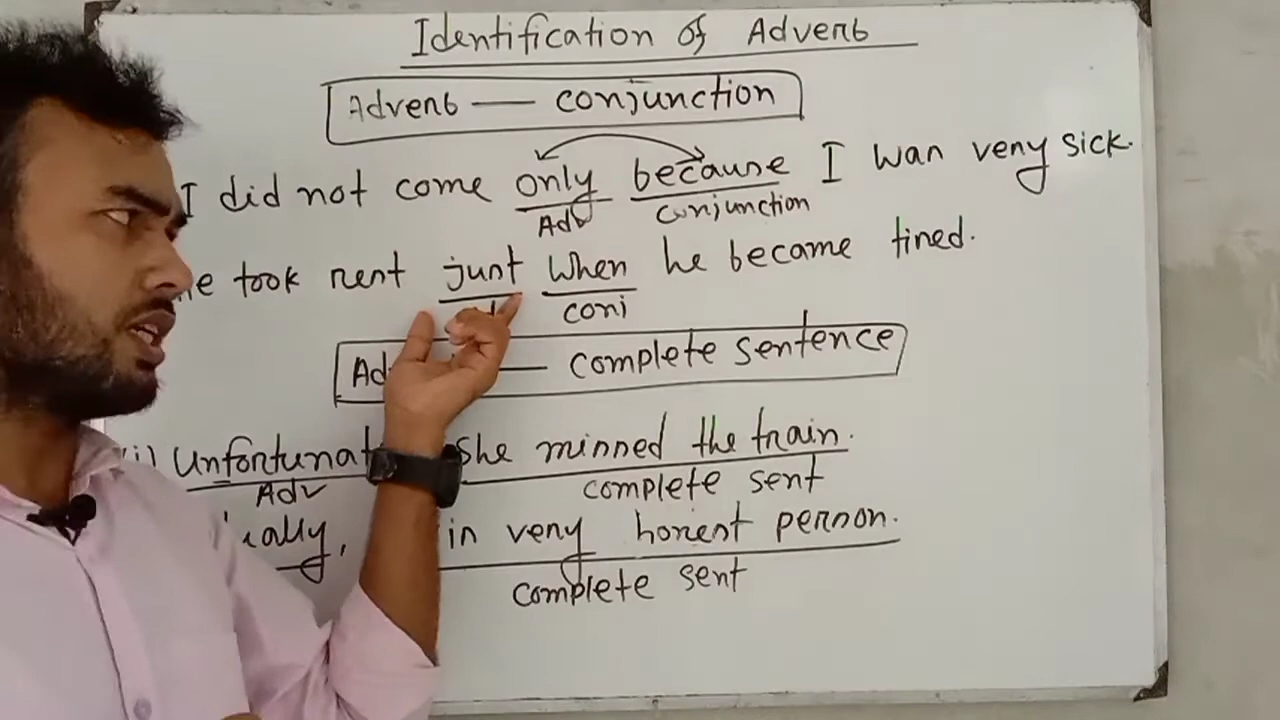 Identification of Adverb
Adverb — conjunction
I did not come only because I was very sick.
Adv conjunction
took rest just when he became tired.
conj
complete sentence
Unfortunat she missed the train.
Adv complete sent
ially, is very honest person.
complete sent